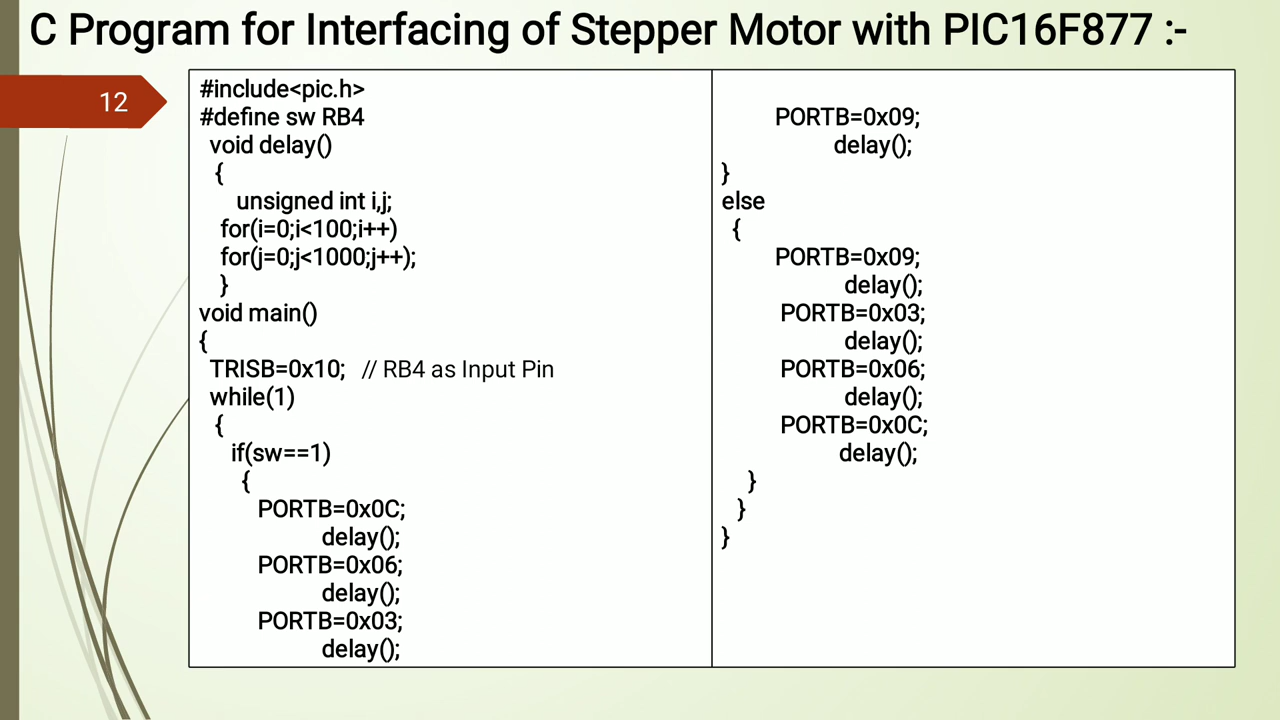 C Program for Interfacing of Stepper Motor with PIC16F877 :-
12
#include<pic.h>
#define sw RB4
void delay()
{
unsigned int i,j;
for(i=0;i<100;i++)
for(j=0;j<1000;j++);
}
void main()
{
TRISB=0x10; // RB4 as Input Pin
while(1)
{
if(sw==1)
{
PORTB=0x0C;
delay();
PORTB=0x06;
delay();
PORTB=0x03;
delay();
PORTB=0x09;
delay();
}
else
{
PORTB=0x09;
delay();
PORTB=0x03;
delay();
PORTB=0x06;
delay();
PORTB=0x0C;
delay();
}
}
}